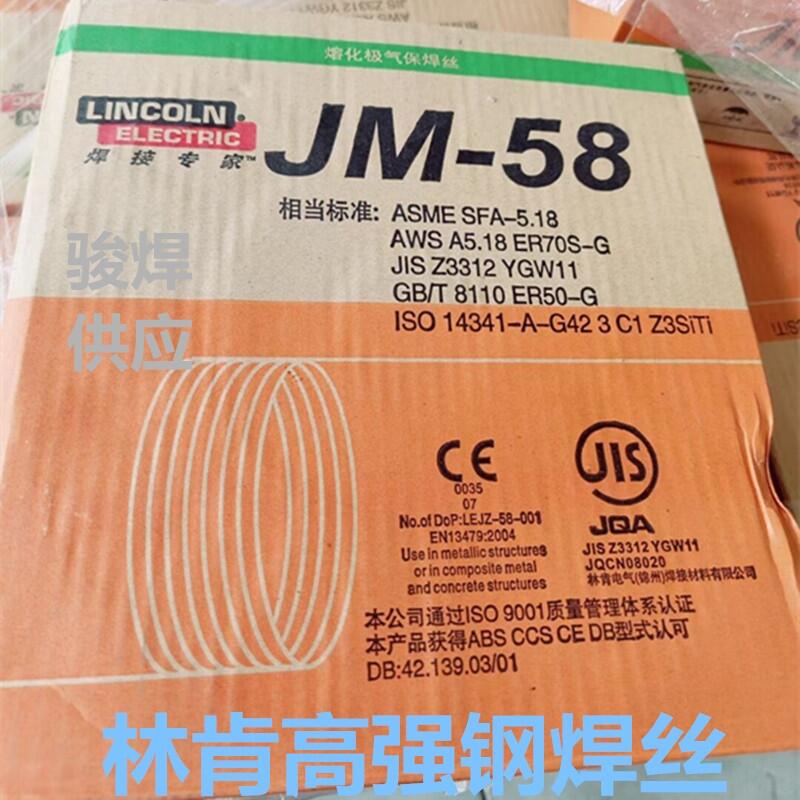 熔化极气保焊丝
LINCOLN®
ELECTRIC
焊接专家™
JM-58
相当标准: ASME SFA-5.18
AWS A5.18 ER70S-G
JIS Z3312 YGW11
GB/T 8110 ER50-G
ISO 14341-A-G42 3 C1 Z3SiTi
骏焊
供应
CE
0035
07
No.of DoP:LEJZ-58-001
EN13479:2004
Use in metallic structures
or in composite metal
and concrete structures
JIS
JQA
JIS Z3312 YGW11
JQCN08020
林肯电气(锦州)焊接材料有限公司
本公司通过ISO 9001质量管理体系认证
本产品获得ABS CCS CE DB型式认可
DB:42.139.03/01
林肯高强钢焊丝